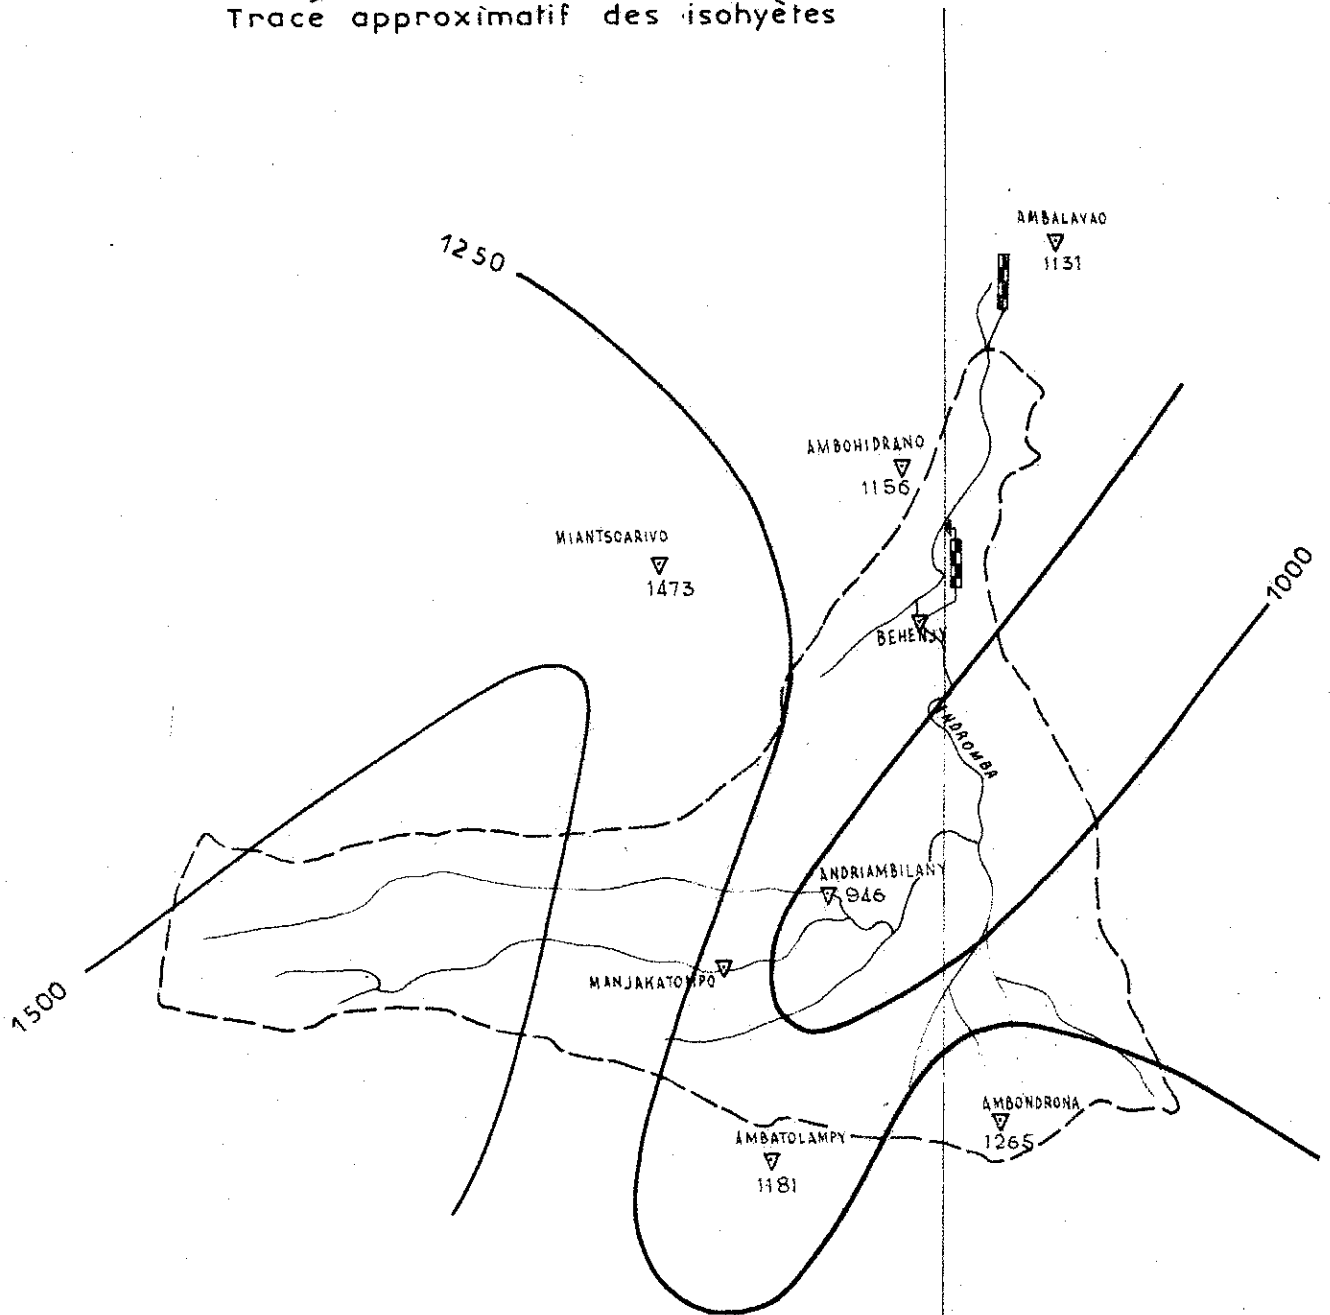 Trace approximatif des isohyètes
AMBALAVAO
1131
1250
AMBOHIDRANO
1156
MIANTSOARIVO
1473
1000
BEHENJY
ANDROMBA
ANDRIAMBILANY
946
MANJAKATOMPO
1500
AMBONDRONA
1265
AMBATOLAMPY
1181